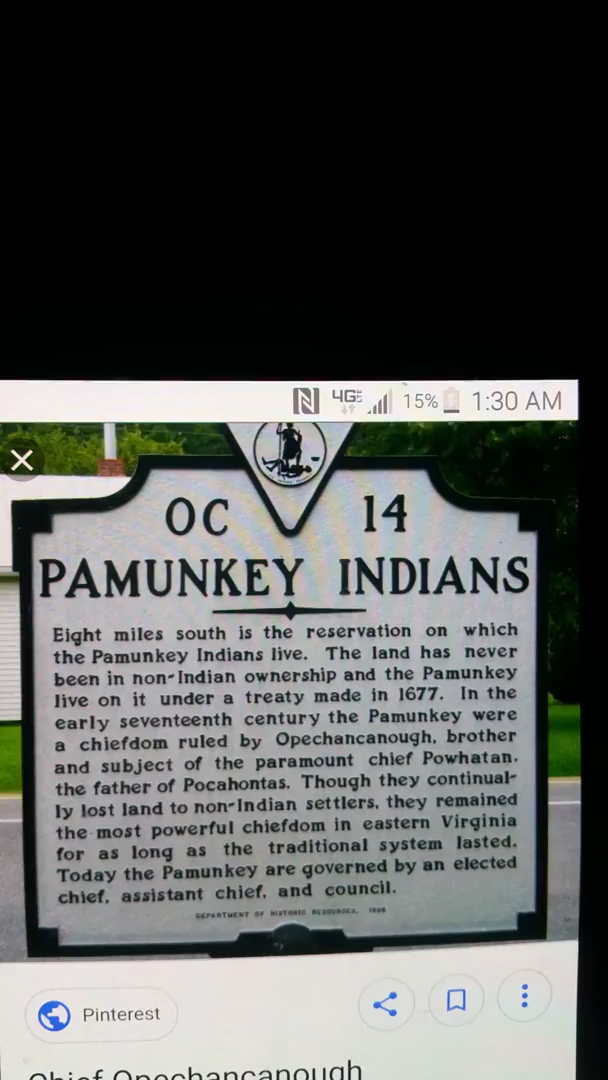 4G LTE 15% 1:30 AM
OC 14
PAMUNKEY INDIANS
Eight miles south is the reservation on which
the Pamunkey Indians live. The land has never
been in non-Indian ownership and the Pamunkey
live on it under a treaty made in 1677. In the
early seventeenth century the Pamunkey were
a chiefdom ruled by Opechancanough, brother
and subject of the paramount chief Powhatan,
the father of Pocahontas. Though they continual-
ly lost land to non-Indian settlers, they remained
the most powerful chiefdom in eastern Virginia
for as long as the traditional system lasted.
Today the Pamunkey are governed by an elected
chief, assistant chief, and council.
DEPARTMENT OF HISTORIC RESOURCES,
Pinterest
Chief Opechancanough